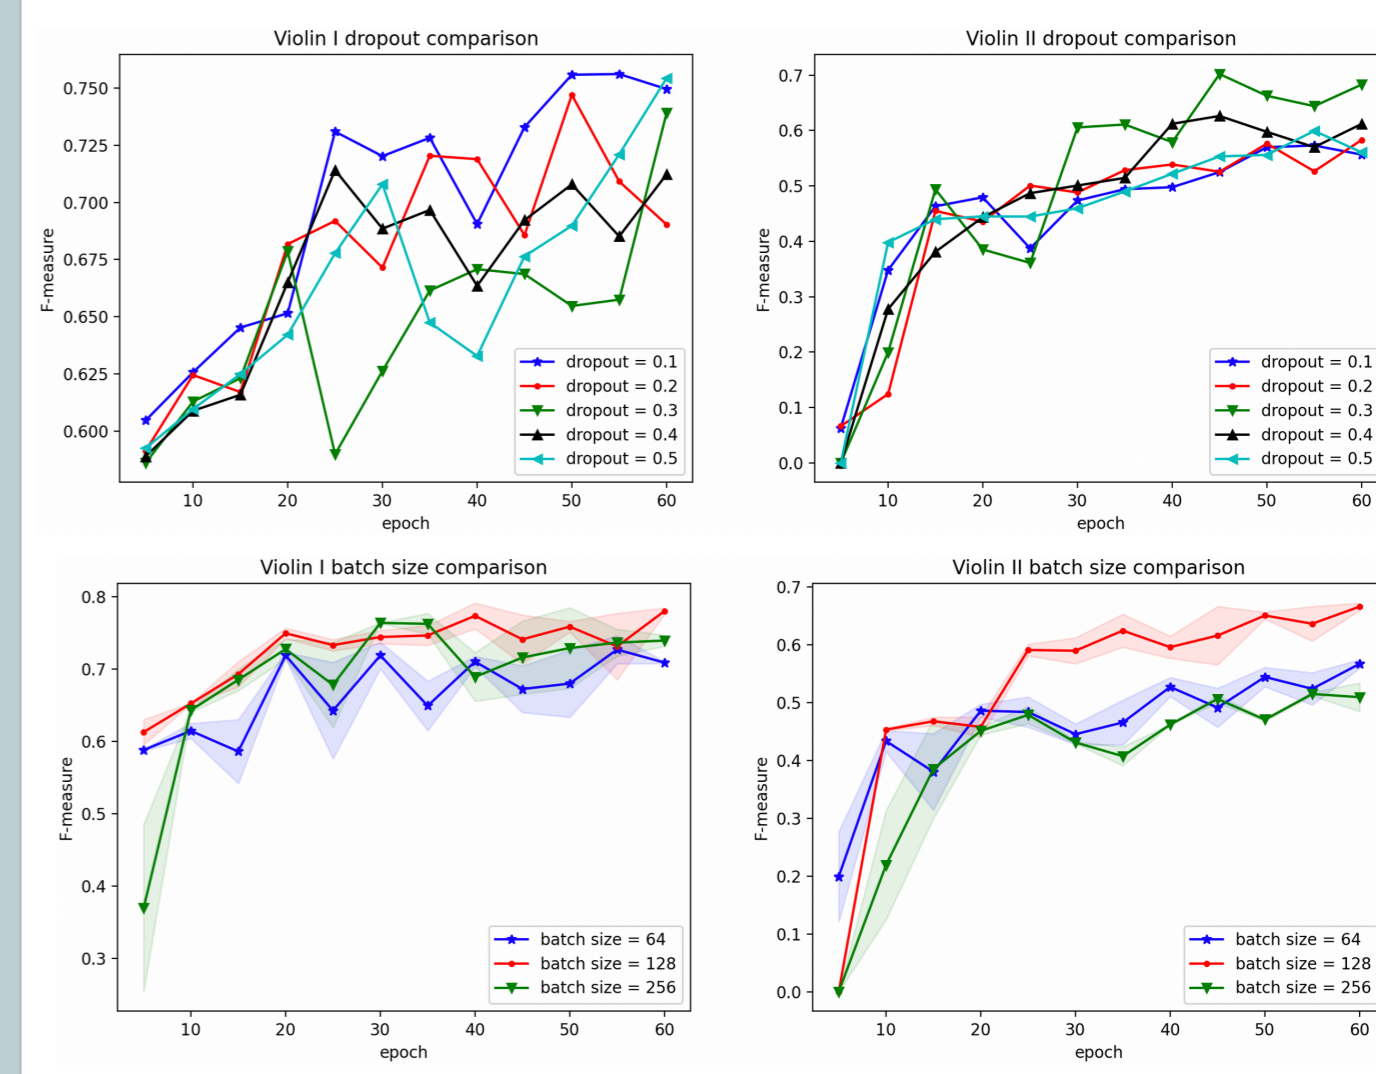 Violin I dropout comparison
F-measure
0.750
0.725
0.700
0.675
0.650
0.625
0.600
dropout = 0.1
dropout = 0.2
dropout = 0.3
dropout = 0.4
dropout = 0.5
10 20 30 40 50 60
epoch
Violin II dropout comparison
F-measure
0.7
0.6
0.5
0.4
0.3
0.2
0.1
0.0
dropout = 0.1
dropout = 0.2
dropout = 0.3
dropout = 0.4
dropout = 0.5
10 20 30 40 50 60
epoch
Violin I batch size comparison
F-measure
0.8
0.7
0.6
0.5
0.4
0.3
batch size = 64
batch size = 128
batch size = 256
10 20 30 40 50 60
epoch
Violin II batch size comparison
F-measure
0.7
0.6
0.5
0.4
0.3
0.2
0.1
0.0
batch size = 64
batch size = 128
batch size = 256
10 20 30 40 50 60
epoch